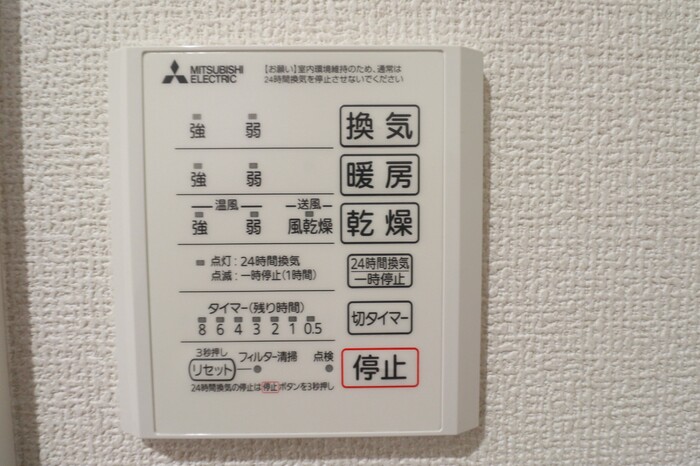 MITSUBISHI ELECTRIC
【お願い】室内環境維持のため、通常は
24時間換気を停止させないでください
強 弱 換気
強 弱 暖房
温風 送風
強 弱 風乾燥 乾燥
点灯:24時間換気
点滅:一時停止(1時間)
24時間換気
一時停止
タイマー(残り時間)
8 6 4 3 2 1 0.5
切タイマー
3秒押し
リセット フィルター清掃 点検
停止
24時間換気の停止は停止ボタンを3秒押し